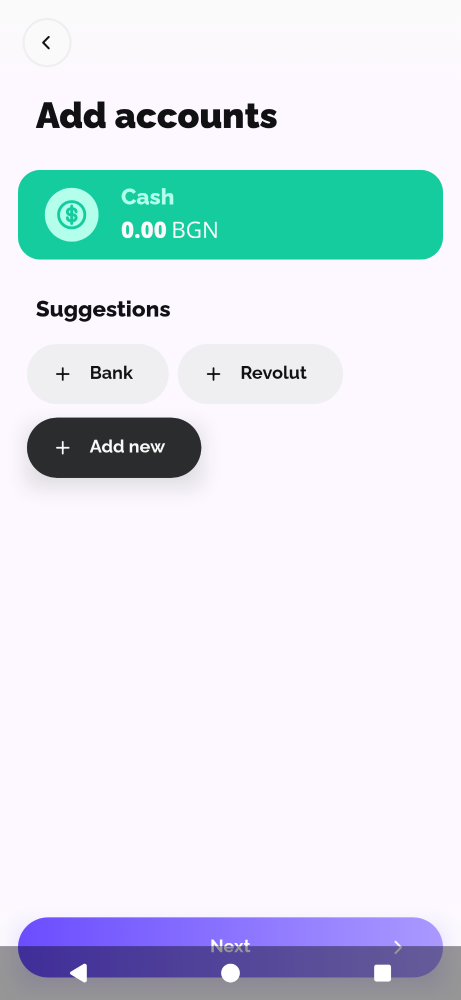 Add accounts
Cash
0.00 BGN
Suggestions
Bank
Revolut
Add new
Next